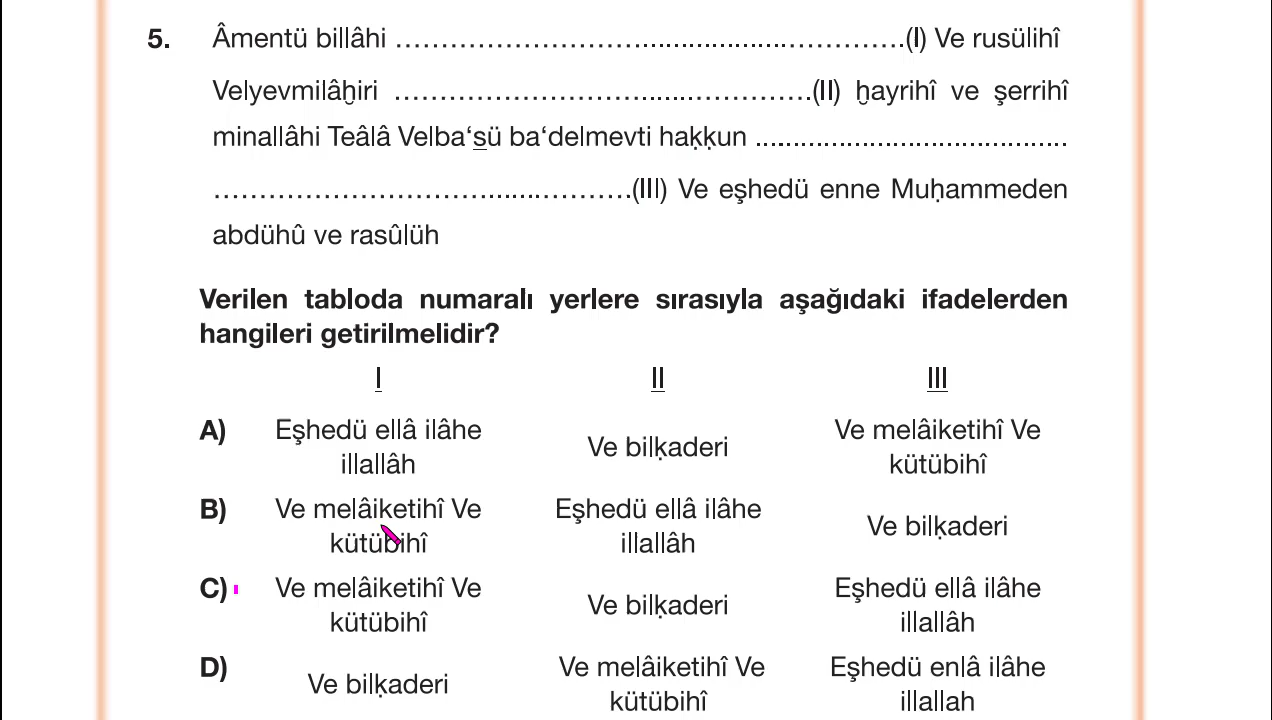 5. Âmentü billâhi ........................................................(I) Ve rusülihî
Velyevmilâḫiri ..............................................(II) ḫayrihî ve şerrihî
minallâhi Teâlâ Velba‘s̱ü ba‘delmevti haḳḳun ........................................
..............................................(III) Ve eşhedü enne Muḥammeden
abdühû ve rasûlüh
Verilen tabloda numaralı yerlere sırasıyla aşağıdaki ifadelerden
hangileri getirilmelidir?
I II III
A) Eşhedü ellâ ilâhe illallâh Ve bilḳaderi Ve melâiketihî Ve kütübihî
B) Ve melâiketihî Ve kütübihî Eşhedü ellâ ilâhe illallâh Ve bilḳaderi
C) Ve melâiketihî Ve kütübihî Ve bilḳaderi Eşhedü ellâ ilâhe illallâh
D) Ve bilḳaderi Ve melâiketihî Ve kütübihî Eşhedü enlâ ilâhe illallah